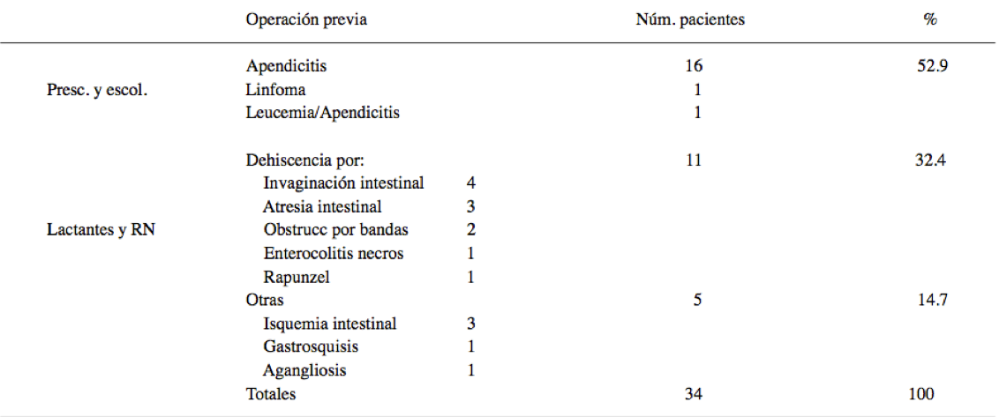 Operación previa Núm. pacientes %
Apendicitis 16 52.9
Presc. y escol. Linfoma 1
Leucemia/Apendicitis 1
Dehiscencia por: 11 32.4
Invaginación intestinal 4
Atresia intestinal 3
Lactantes y RN Obstrucc por bandas 2
Enterocolitis necros 1
Rapunzel 1
Otras 5 14.7
Isquemia intestinal 3
Gastrosquisis 1
Agangliosis 1
Totales 34 100